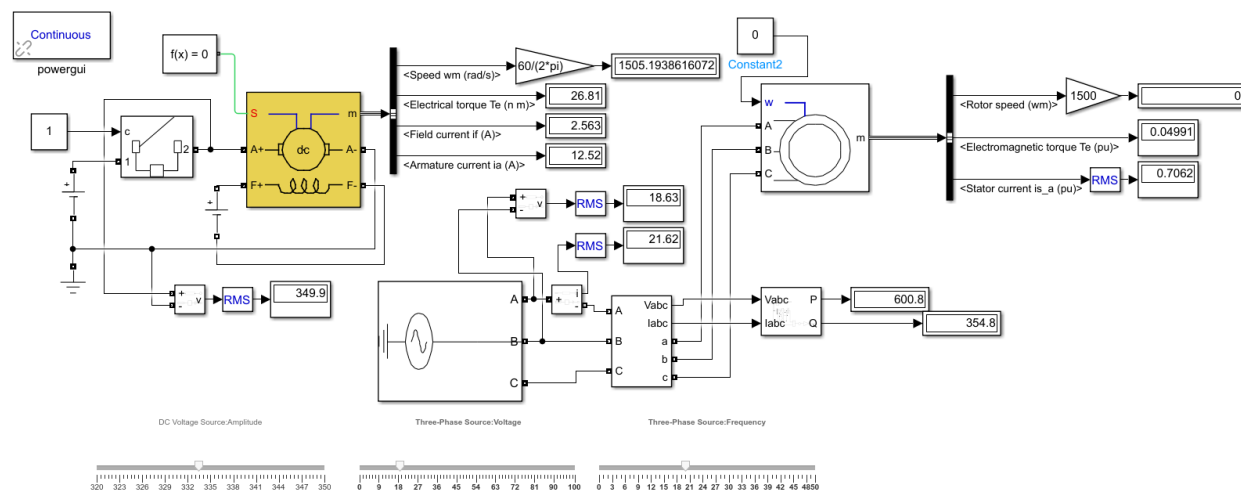 Continuous
powergui
f(x) = 0
1
c
1
2
S
m
A+
dc
A-
F+
F-
<Speed wm (rad/s)>
60/(2*pi)
1505.1938616072
<Electrical torque Te (n m)>
26.81
<Field current if (A)>
2.563
<Armature current ia (A)>
12.52
0
Constant2
w
A
B
C
m
<Rotor speed (wm)>
1500
0
<Electromagnetic torque Te (pu)>
0.04991
<Stator current is_a (pu)>
RMS
0.7062
+
-
v
RMS
18.63
RMS
21.62
+
-
v
RMS
349.9
A
B
C
+
i
-
A
B
C
Vabc
Iabc
a
b
c
Vabc
Iabc
P
Q
600.8
354.8
DC Voltage Source:Amplitude
Three-Phase Source:Voltage
Three-Phase Source:Frequency
320 323 326 329 332 335 338 341 344 347 350
0 9 18 27 36 45 54 63 72 81 91 100
0 3 6 9 12 15 18 21 24 27 30 33 36 39 42 45 4850